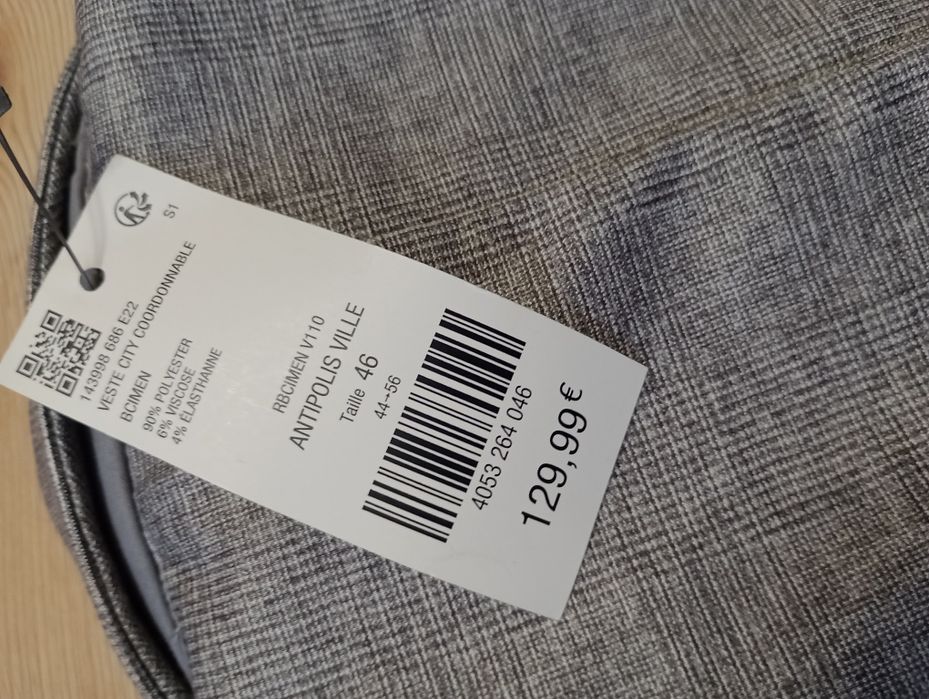 S1
143998 686 E22
VESTE CITY COORDONNABLE
BCIMEN
90% POLYESTER
6% VISCOSE
4% ELASTHANNE
RBCIMEN V110
ANTIPOLIS VILLE
Taille 46
44→56
4053 264 046
129,99 €